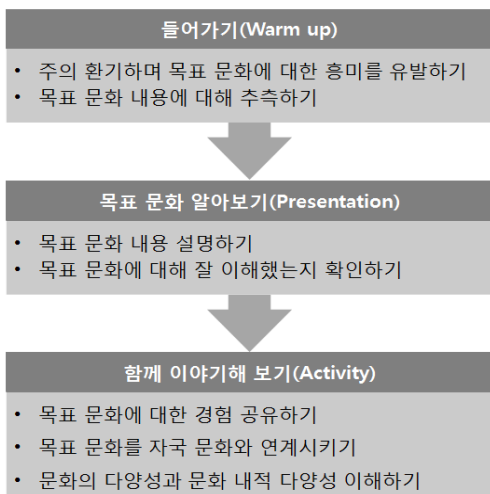 들어가기(Warm up)
• 주의 환기하며 목표 문화에 대한 흥미를 유발하기
• 목표 문화 내용에 대해 추측하기
목표 문화 알아보기(Presentation)
• 목표 문화 내용 설명하기
• 목표 문화에 대해 잘 이해했는지 확인하기
함께 이야기해 보기(Activity)
• 목표 문화에 대한 경험 공유하기
• 목표 문화를 자국 문화와 연계시키기
• 문화의 다양성과 문화 내적 다양성 이해하기